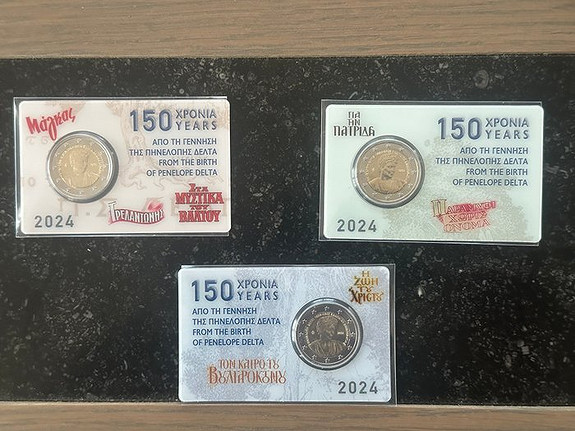 Μάγκας
150 ΧΡΟΝΙΑ
YEARS
ΑΠΟ ΤΗ ΓΕΝΝΗΣΗ
ΤΗΣ ΠΗΝΕΛΟΠΗΣ ΔΕΛΤΑ
FROM THE BIRTH
OF PENELOPE DELTA
ΤΡΕΛΑΝΤΩΝΗΣ
ΣΤΑ
ΜΥΣΤΙΚΑ
ΤΟΥ
ΒΑΛΤΟΥ
2024
ΓΙΑ
ΤΗΝ
ΠΑΤΡΙΔΑ
150 ΧΡΟΝΙΑ
YEARS
ΑΠΟ ΤΗ ΓΕΝΝΗΣΗ
ΤΗΣ ΠΗΝΕΛΟΠΗΣ ΔΕΛΤΑ
FROM THE BIRTH
OF PENELOPE DELTA
ΠΑΡΑΜΥΘΙ
ΧΩΡΙΣ
ΟΝΟΜΑ
2024
150 ΧΡΟΝΙΑ
YEARS
ΑΠΟ ΤΗ ΓΕΝΝΗΣΗ
ΤΗΣ ΠΗΝΕΛΟΠΗΣ ΔΕΛΤΑ
FROM THE BIRTH
OF PENELOPE DELTA
Η
ΖΩΗ
ΤΟΥ
ΧΡΙΣΤΟΥ
ΤΟΝ ΚΑΙΡΟ ΤΟΥ
ΒΟΥΛΓΑΡΟΚΤΟΝΟΥ
2024